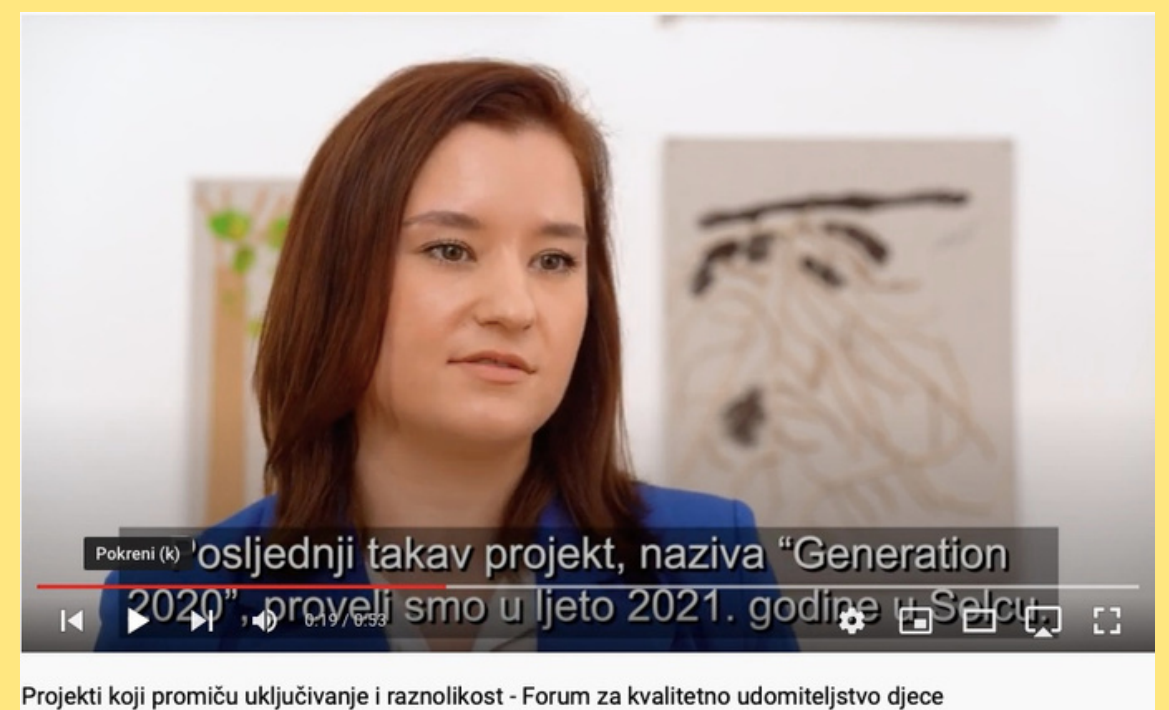 Pokreni (k)
osljednji takav projekt, naziva “Generation
2020”, proveli smo u ljeto 2021. godine u Selcu.
0:19 / 0:53
Projekti koji promiču uključivanje i raznolikost - Forum za kvalitetno udomiteljstvo djece